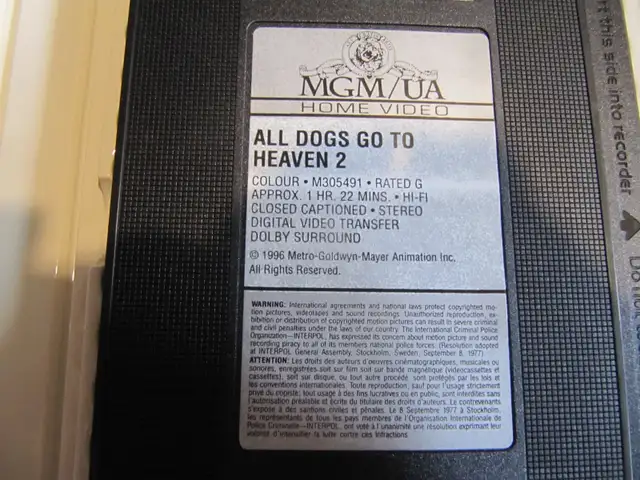 MGM/UA
HOME VIDEO
ALL DOGS GO TO
HEAVEN 2
COLOUR • M305491 • RATED G
APPROX. 1 HR. 22 MINS. • HI-FI
CLOSED CAPTIONED • STEREO
DIGITAL VIDEO TRANSFER
DOLBY SURROUND
© 1996 Metro-Goldwyn-Mayer Animation Inc.
All Rights Reserved.
WARNING: International agreements and national laws protect copyrighted mo-
tion pictures, videotapes and sound recordings. Unauthorized reproduction, ex-
hibition or distribution of copyrighted motion pictures can result in severe criminal
and civil penalties under the laws of our country. The International Criminal Police
Organization—INTERPOL, has expressed its concern about motion picture and sound
recording piracy to all of its members national police forces. (Resolution adopted
at INTERPOL General Assembly, Stockholm, Sweden, September 8, 1977)
ATTENTION: Les droits des auteurs d'oeuvres cinématographiques, musicales ou
sonores, enregistrées soit sur film soit sur bande magnétique (videocassettes et
cassettes), soit sur disque, ou tout autre procédé, sont protégés par les lois et
les conventions internationales. Toute reproduction, sauf pour l'usage strictement
privé du copiste; tout usage à des fins lucratives ou en public, sont interdites sans
l'autorisation préalable et écrite du titulaire des droits d'auteurs. Le contrevenants
s'expose à des santions civiles et pénales. Le 8 Septembre 1977 à Stockholm,
les représentants de tous les pays membres de l'Organisation Internationale de
Police Criminelle—INTERPOL, ont voté à l'unanimité une résolution exprimant leur
volonté d'intensifier la lutte contre ces infractions
t this side into recorder
Do